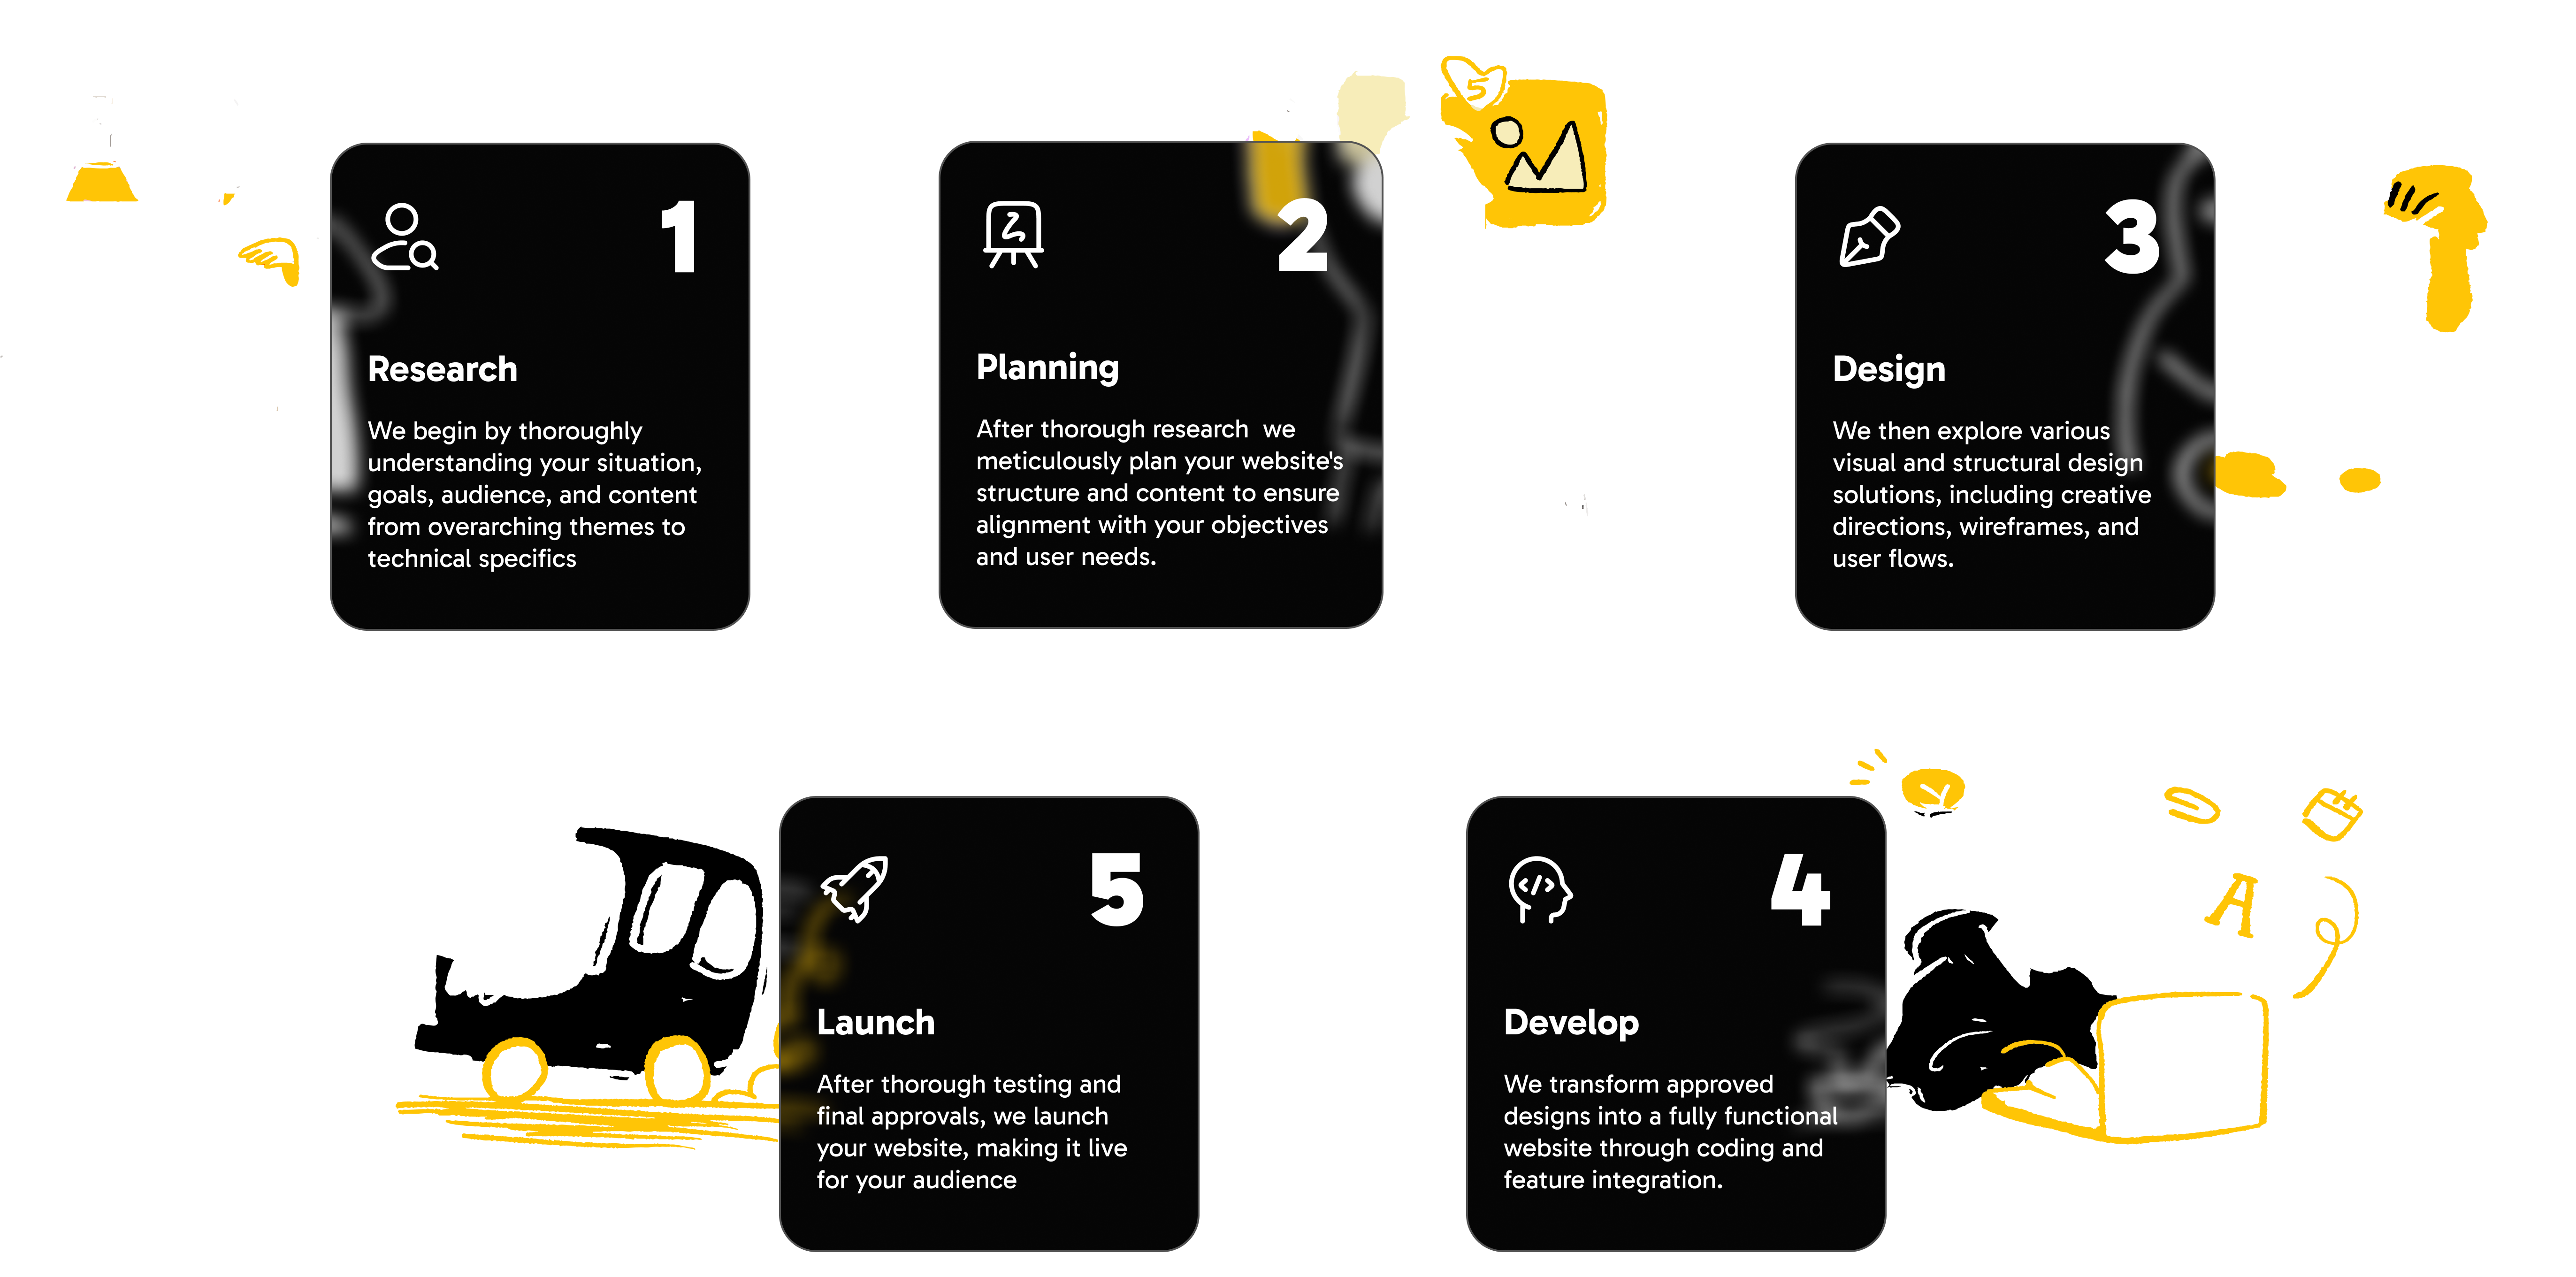 1
Research
We begin by thoroughly
understanding your situation,
goals, audience, and content
from overarching themes to
technical specifics
5
2
Planning
After thorough research  we
meticulously plan your website's
structure and content to ensure
alignment with your objectives
and user needs.
3
Design
We then explore various
visual and structural design
solutions, including creative
directions, wireframes, and
user flows.
5
Launch
After thorough testing and
final approvals, we launch
your website, making it live
for your audience
4
Develop
We transform approved
designs into a fully functional
website through coding and
feature integration.
A